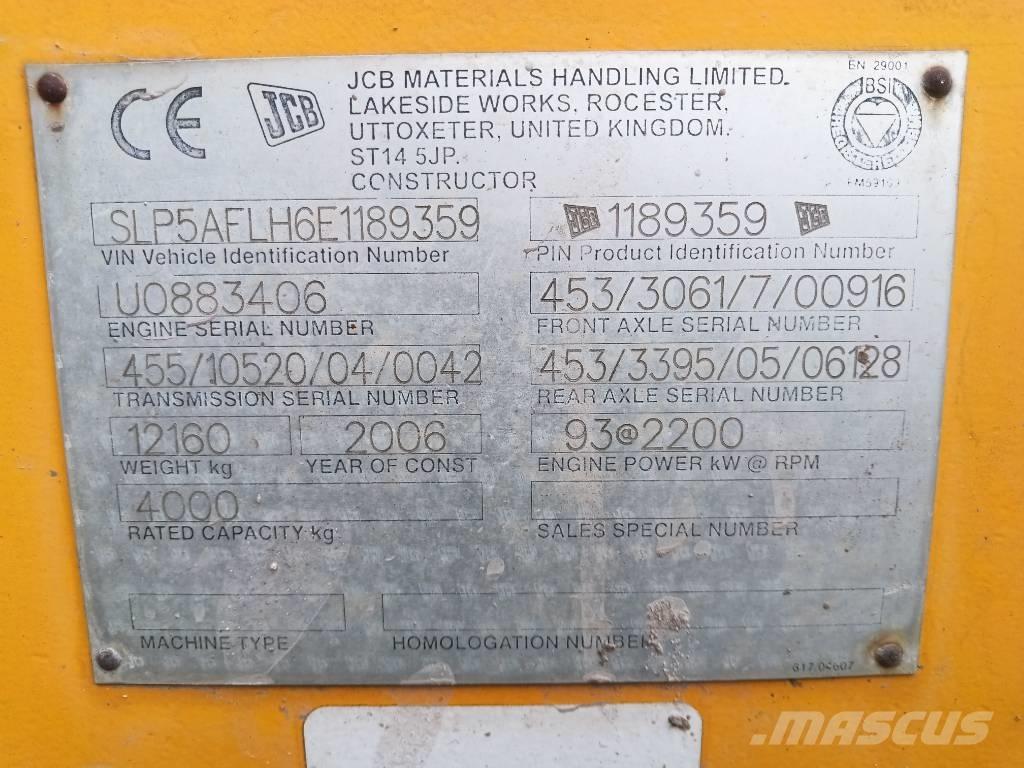 CE
JCB
JCB MATERIALS HANDLING LIMITED.
LAKESIDE WORKS, ROCESTER,
UTTOXETER, UNITED KINGDOM.
ST14 5JP.
CONSTRUCTOR
EN 29001
BSI
SLP5AFLH6E1189359
VIN Vehicle Identification Number
JCB 1189359 JCB
PIN Product Identification Number
U0883406
ENGINE SERIAL NUMBER
453/3061/7/00916
FRONT AXLE SERIAL NUMBER
455/10520/04/0042
TRANSMISSION SERIAL NUMBER
453/3395/05/06128
REAR AXLE SERIAL NUMBER
12160
WEIGHT kg
2006
YEAR OF CONST
93@2200
ENGINE POWER kW @ RPM
4000
RATED CAPACITY kg
SALES SPECIAL NUMBER
MACHINE TYPE
HOMOLOGATION NUMBER
MASCUS